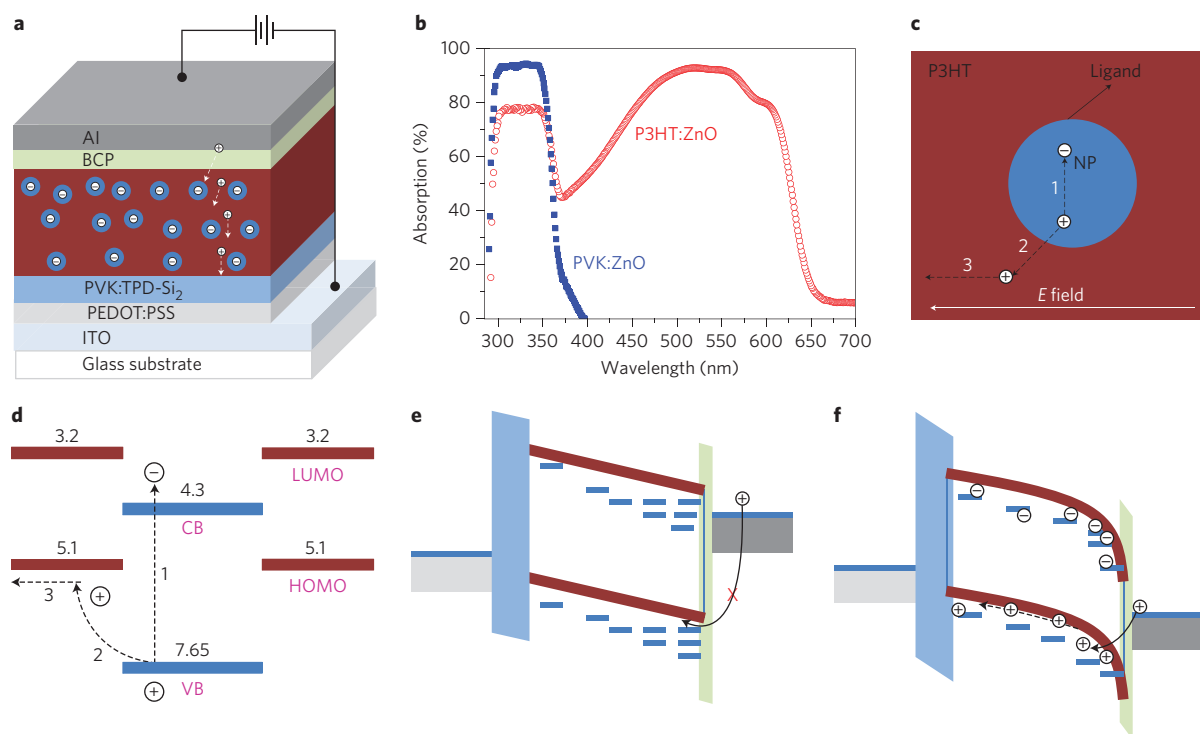 a
Al
BCP
PVK:TPD-Si2
PEDOT:PSS
ITO
Glass substrate
b
100
80
60
40
20
0
Absorption (%)
P3HT:ZnO
PVK:ZnO
300 350 400 450 500 550 600 650 700
Wavelength (nm)
c
P3HT
Ligand
NP
1
2
3
E field
d
3.2
3.2
LUMO
4.3
CB
5.1
5.1
HOMO
1
3
2
7.65
VB
e
X
f